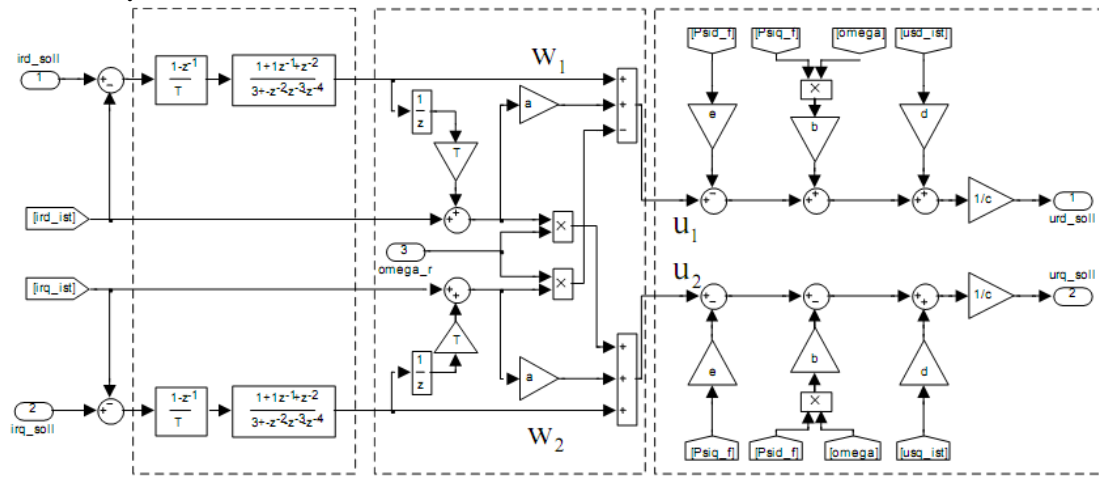 [Psid_f] [Psiq_f] [omega] [usd_ist]
ird_soll
1
+
−
1-z⁻¹
T
1+1z⁻¹+z⁻²
3+-z⁻²z⁻³z⁻⁴
w₁
1
z
T
a
+
+
−
×
e
b
d
[ird_ist]
+
+
×
3
omega_r
×
u₁
−
+
+
+
+
1/c
1
urd_soll
[irq_ist]
+
+
T
1
z
a
+
+
+
u₂
+
−
+
−
+
+
1/c
urq_soll
2
e
b
d
×
2
irq_soll
+
−
1-z⁻¹
T
1+1z⁻¹+z⁻²
3+-z⁻²z⁻³z⁻⁴
w₂
[Psiq_f] [Psid_f] [omega] [usq_ist]